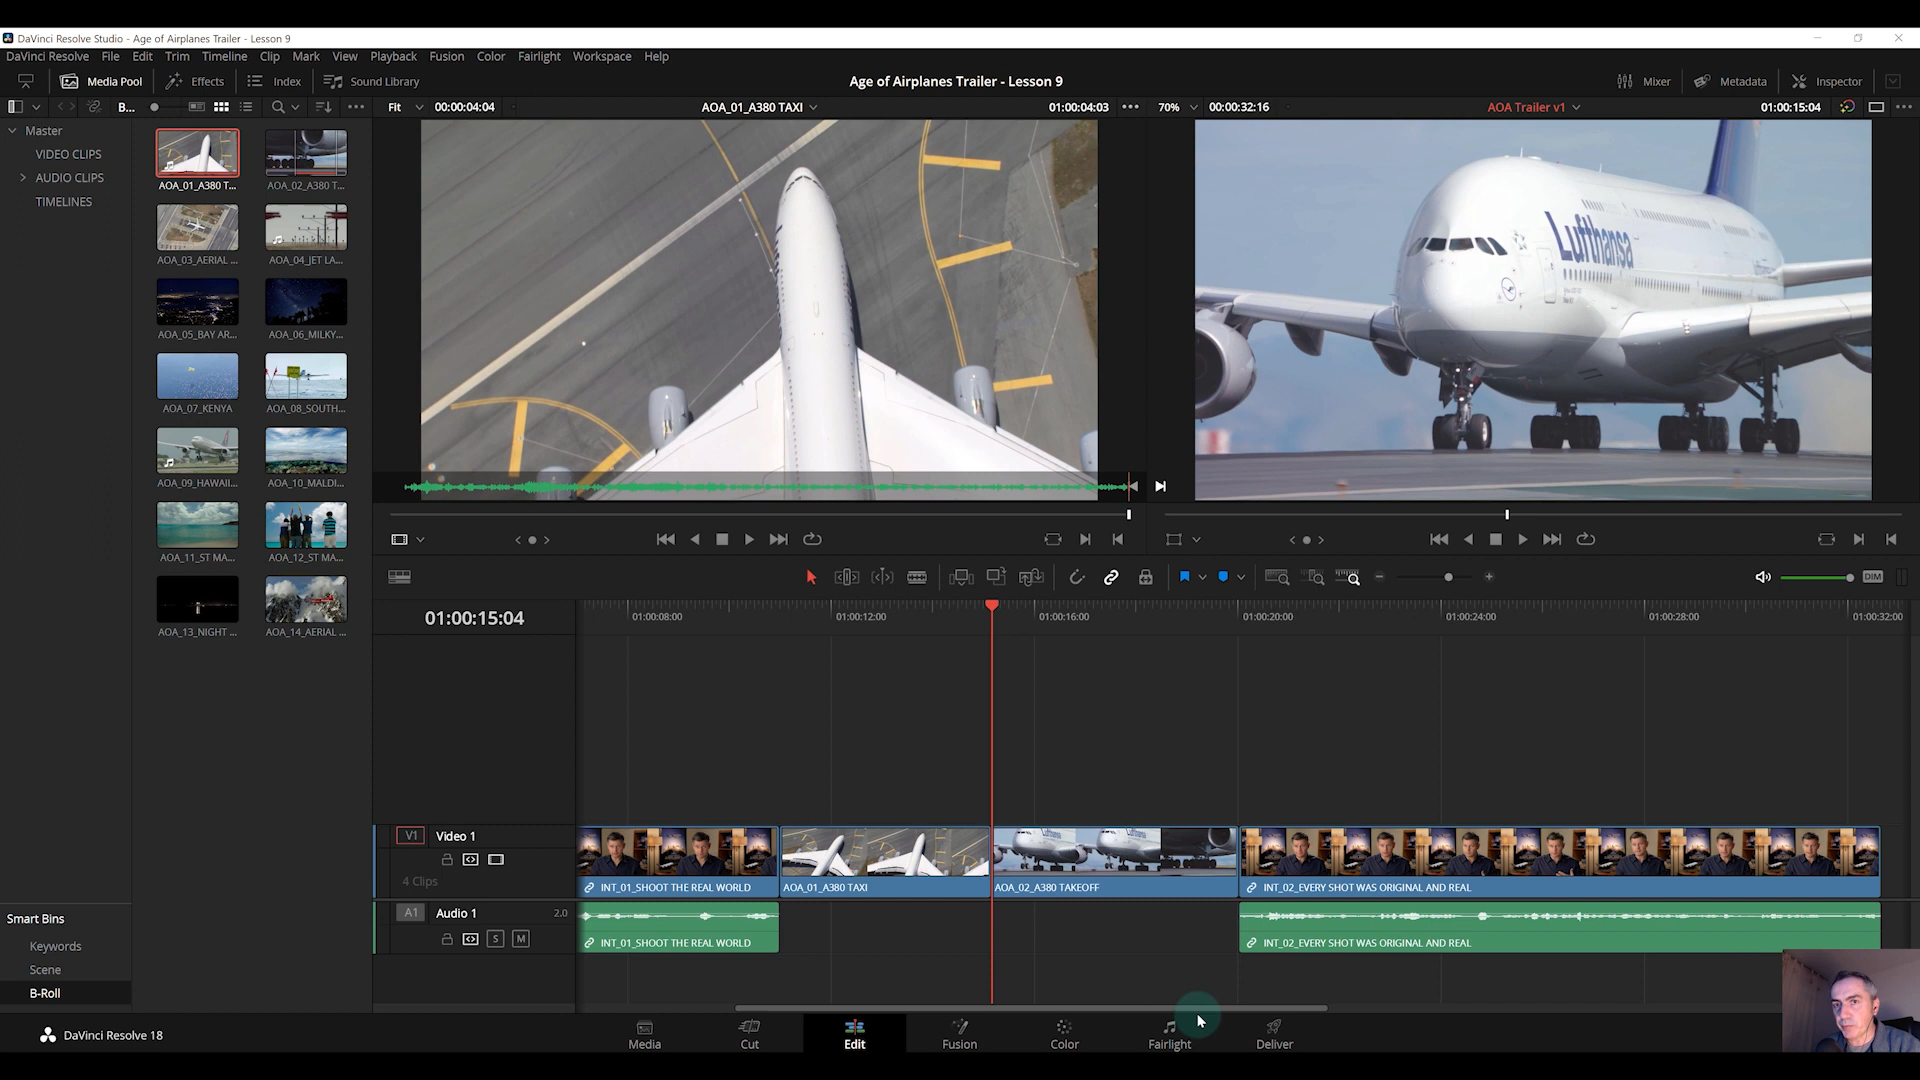 DaVinci Resolve Studio - Age of Airplanes Trailer - Lesson 9
DaVinci Resolve File Edit Trim Timeline Clip Mark View Playback Fusion Color Fairlight Workspace Help
Media Pool Effects Index Sound Library Age of Airplanes Trailer - Lesson 9 Mixer Metadata Inspector
B... Fit 00:00:04:04 AOA_01_A380 TAXI 01:00:04:03 70% 00:00:32:16 AOA Trailer v1 01:00:15:04
Master
VIDEO CLIPS
AUDIO CLIPS
TIMELINES
AOA_01_A380 T... AOA_02_A380 T...
AOA_03_AERIAL ... AOA_04_JET LA...
AOA_05_BAY AR... AOA_06_MILKY...
AOA_07_KENYA AOA_08_SOUTH...
AOA_09_HAWAII... AOA_10_MALDI...
AOA_11_ST MA... AOA_12_ST MA...
AOA_13_NIGHT ... AOA_14_AERIAL ...
Lufthansa
DIM
01:00:15:04 01:00:08:00 01:00:12:00 01:00:16:00 01:00:20:00 01:00:24:00 01:00:28:00 01:00:32:00
V1 Video 1
4 Clips
INT_01_SHOOT THE REAL WORLD AOA_01_A380 TAXI AOA_02_A380 TAKEOFF INT_02_EVERY SHOT WAS ORIGINAL AND REAL
A1 Audio 1 2.0
S M
INT_01_SHOOT THE REAL WORLD INT_02_EVERY SHOT WAS ORIGINAL AND REAL
Smart Bins
Keywords
Scene
B-Roll
DaVinci Resolve 18
Media Cut Edit Fusion Color Fairlight Deliver